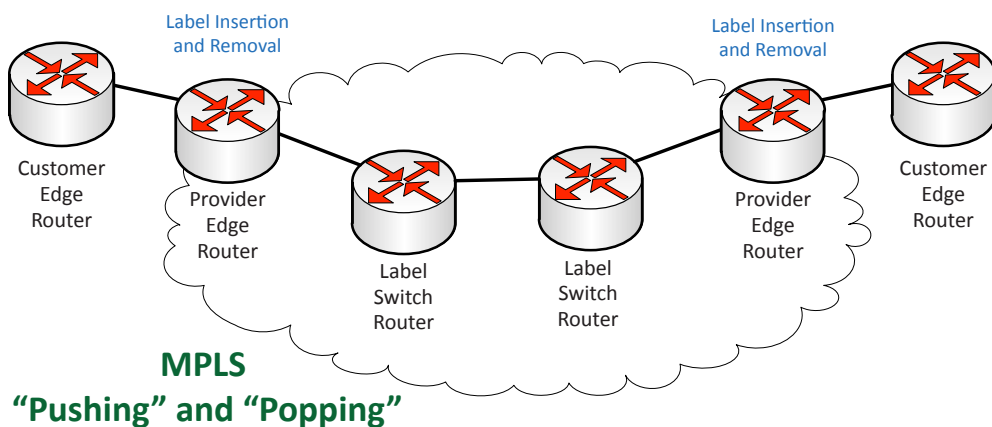 Label Insertion
and Removal
Label Insertion
and Removal
Customer
Edge
Router
Provider
Edge
Router
Label
Switch
Router
Label
Switch
Router
Provider
Edge
Router
Customer
Edge
Router
MPLS
“Pushing” and “Popping”